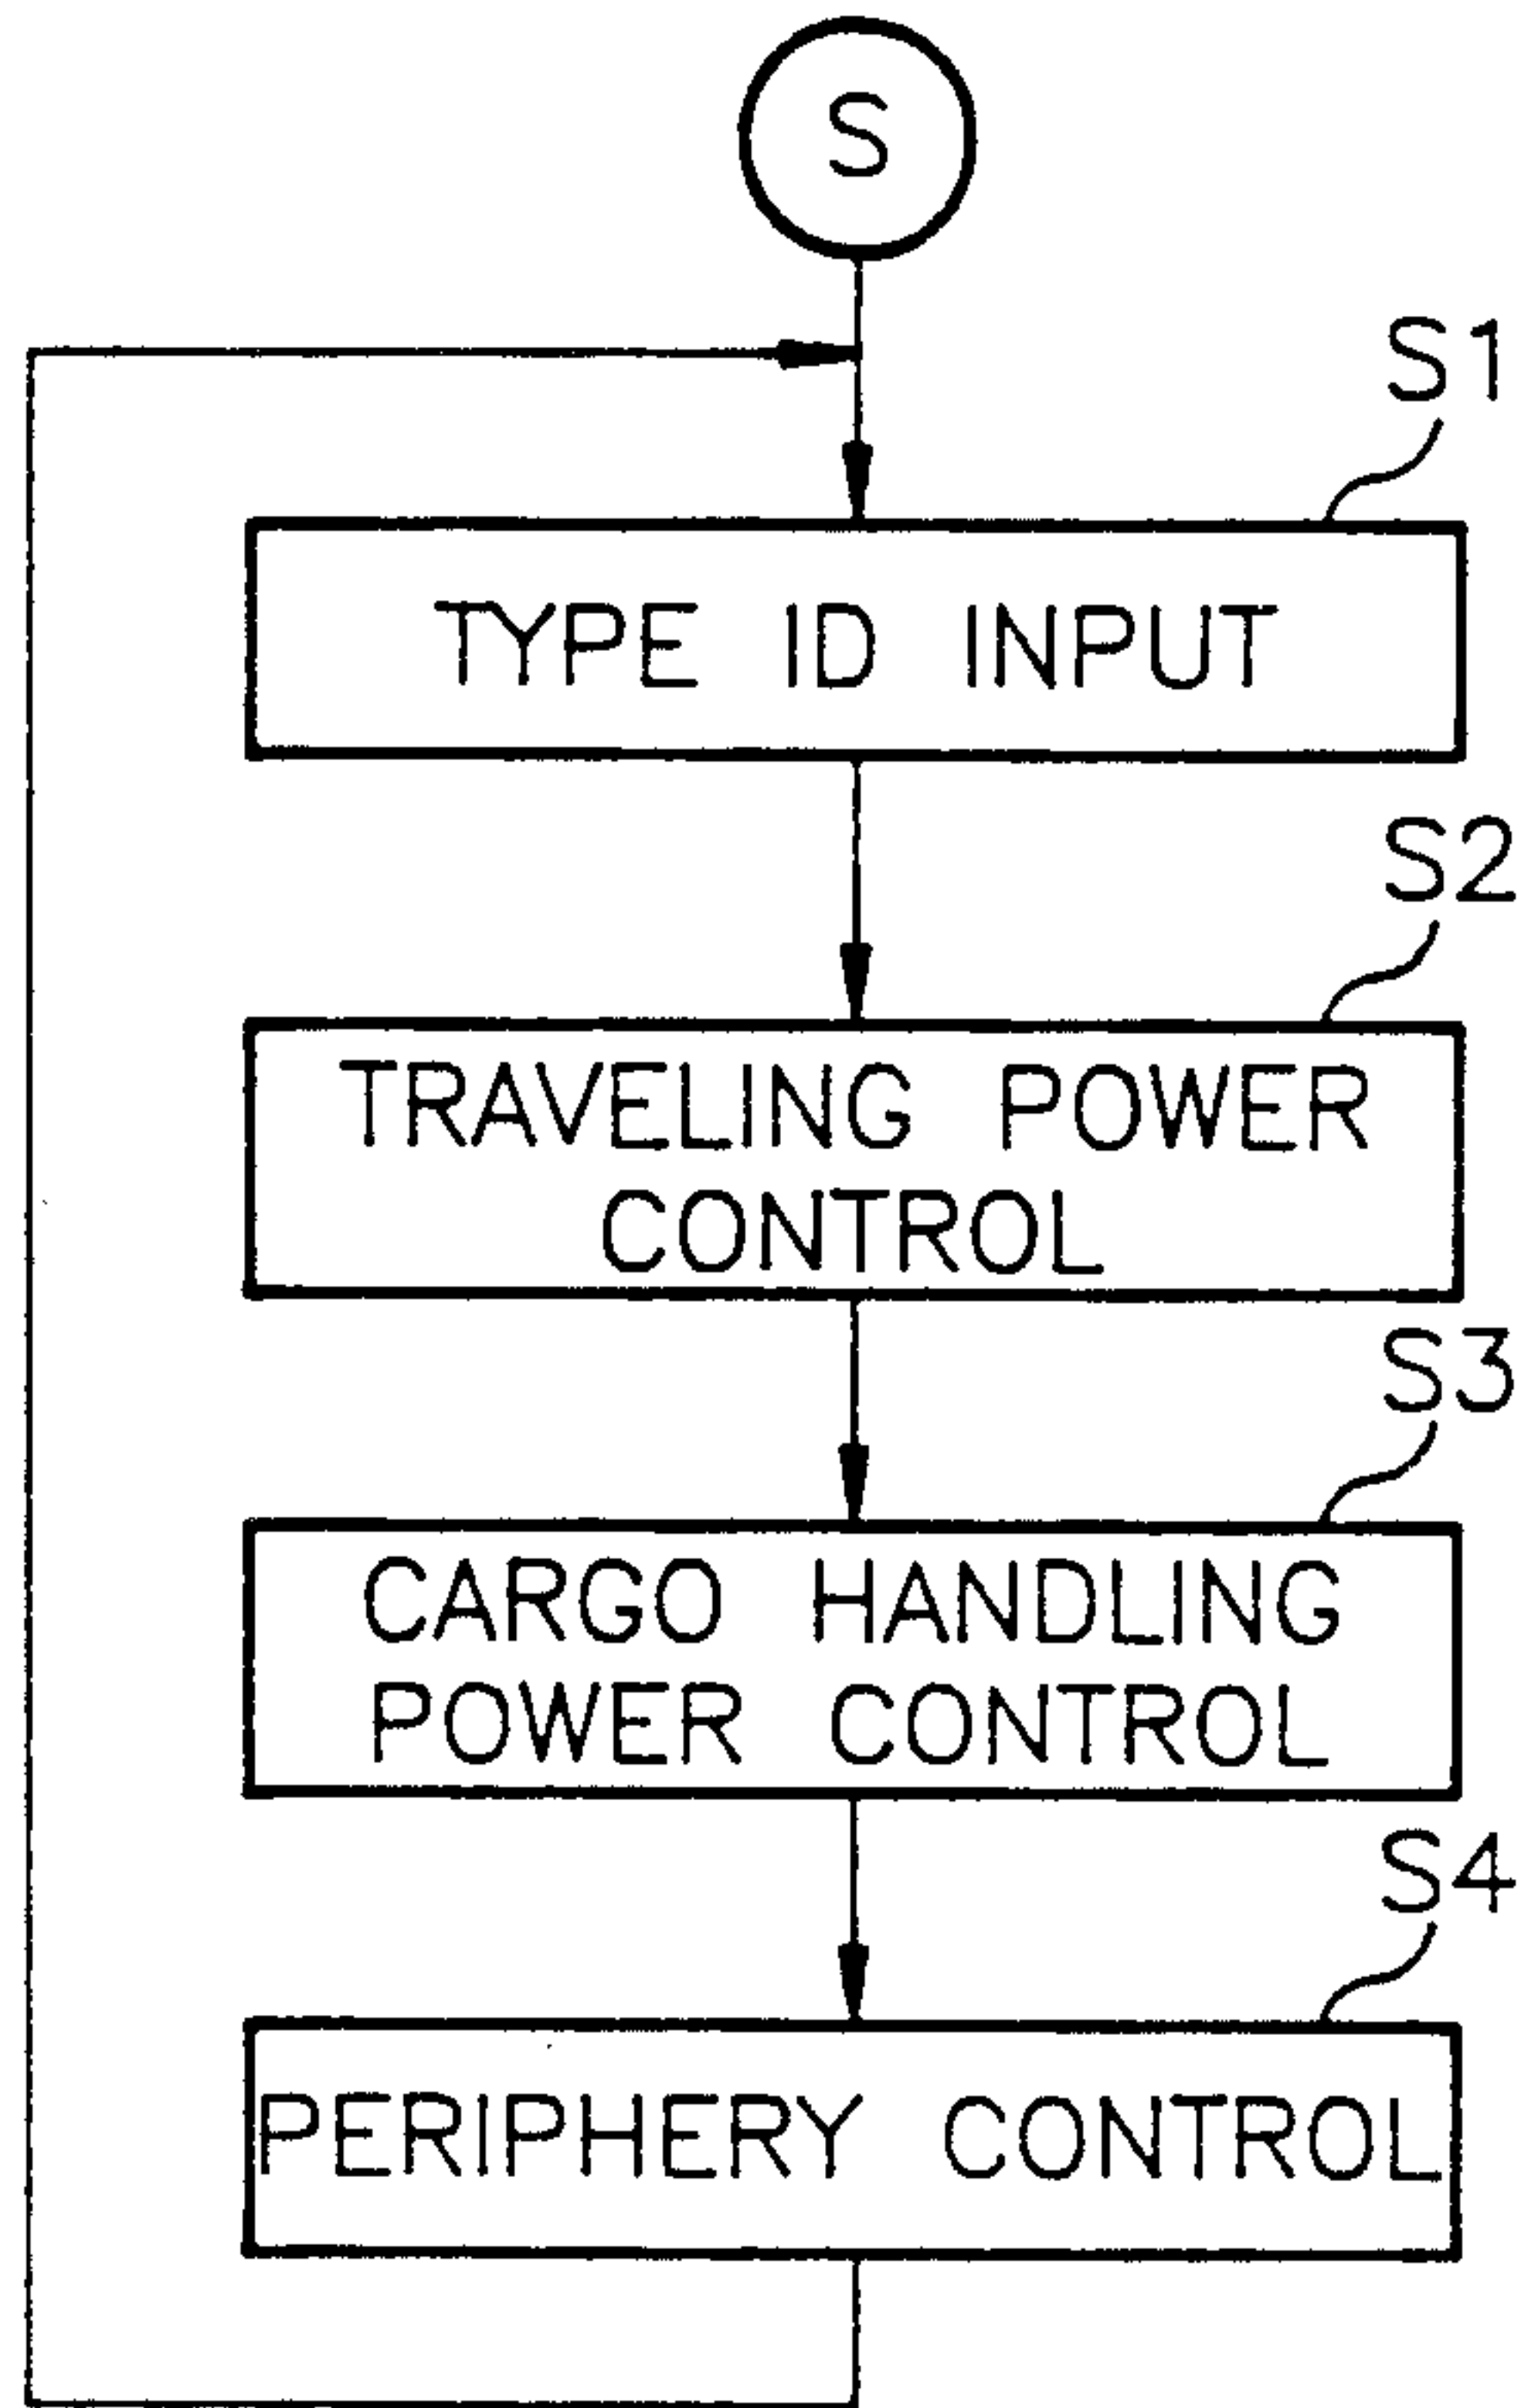 S
S1
TYPE ID INPUT
S2
TRAVELING POWER
CONTROL
S3
CARGO HANDLING
POWER CONTROL
S4
PERIPHERY CONTROL